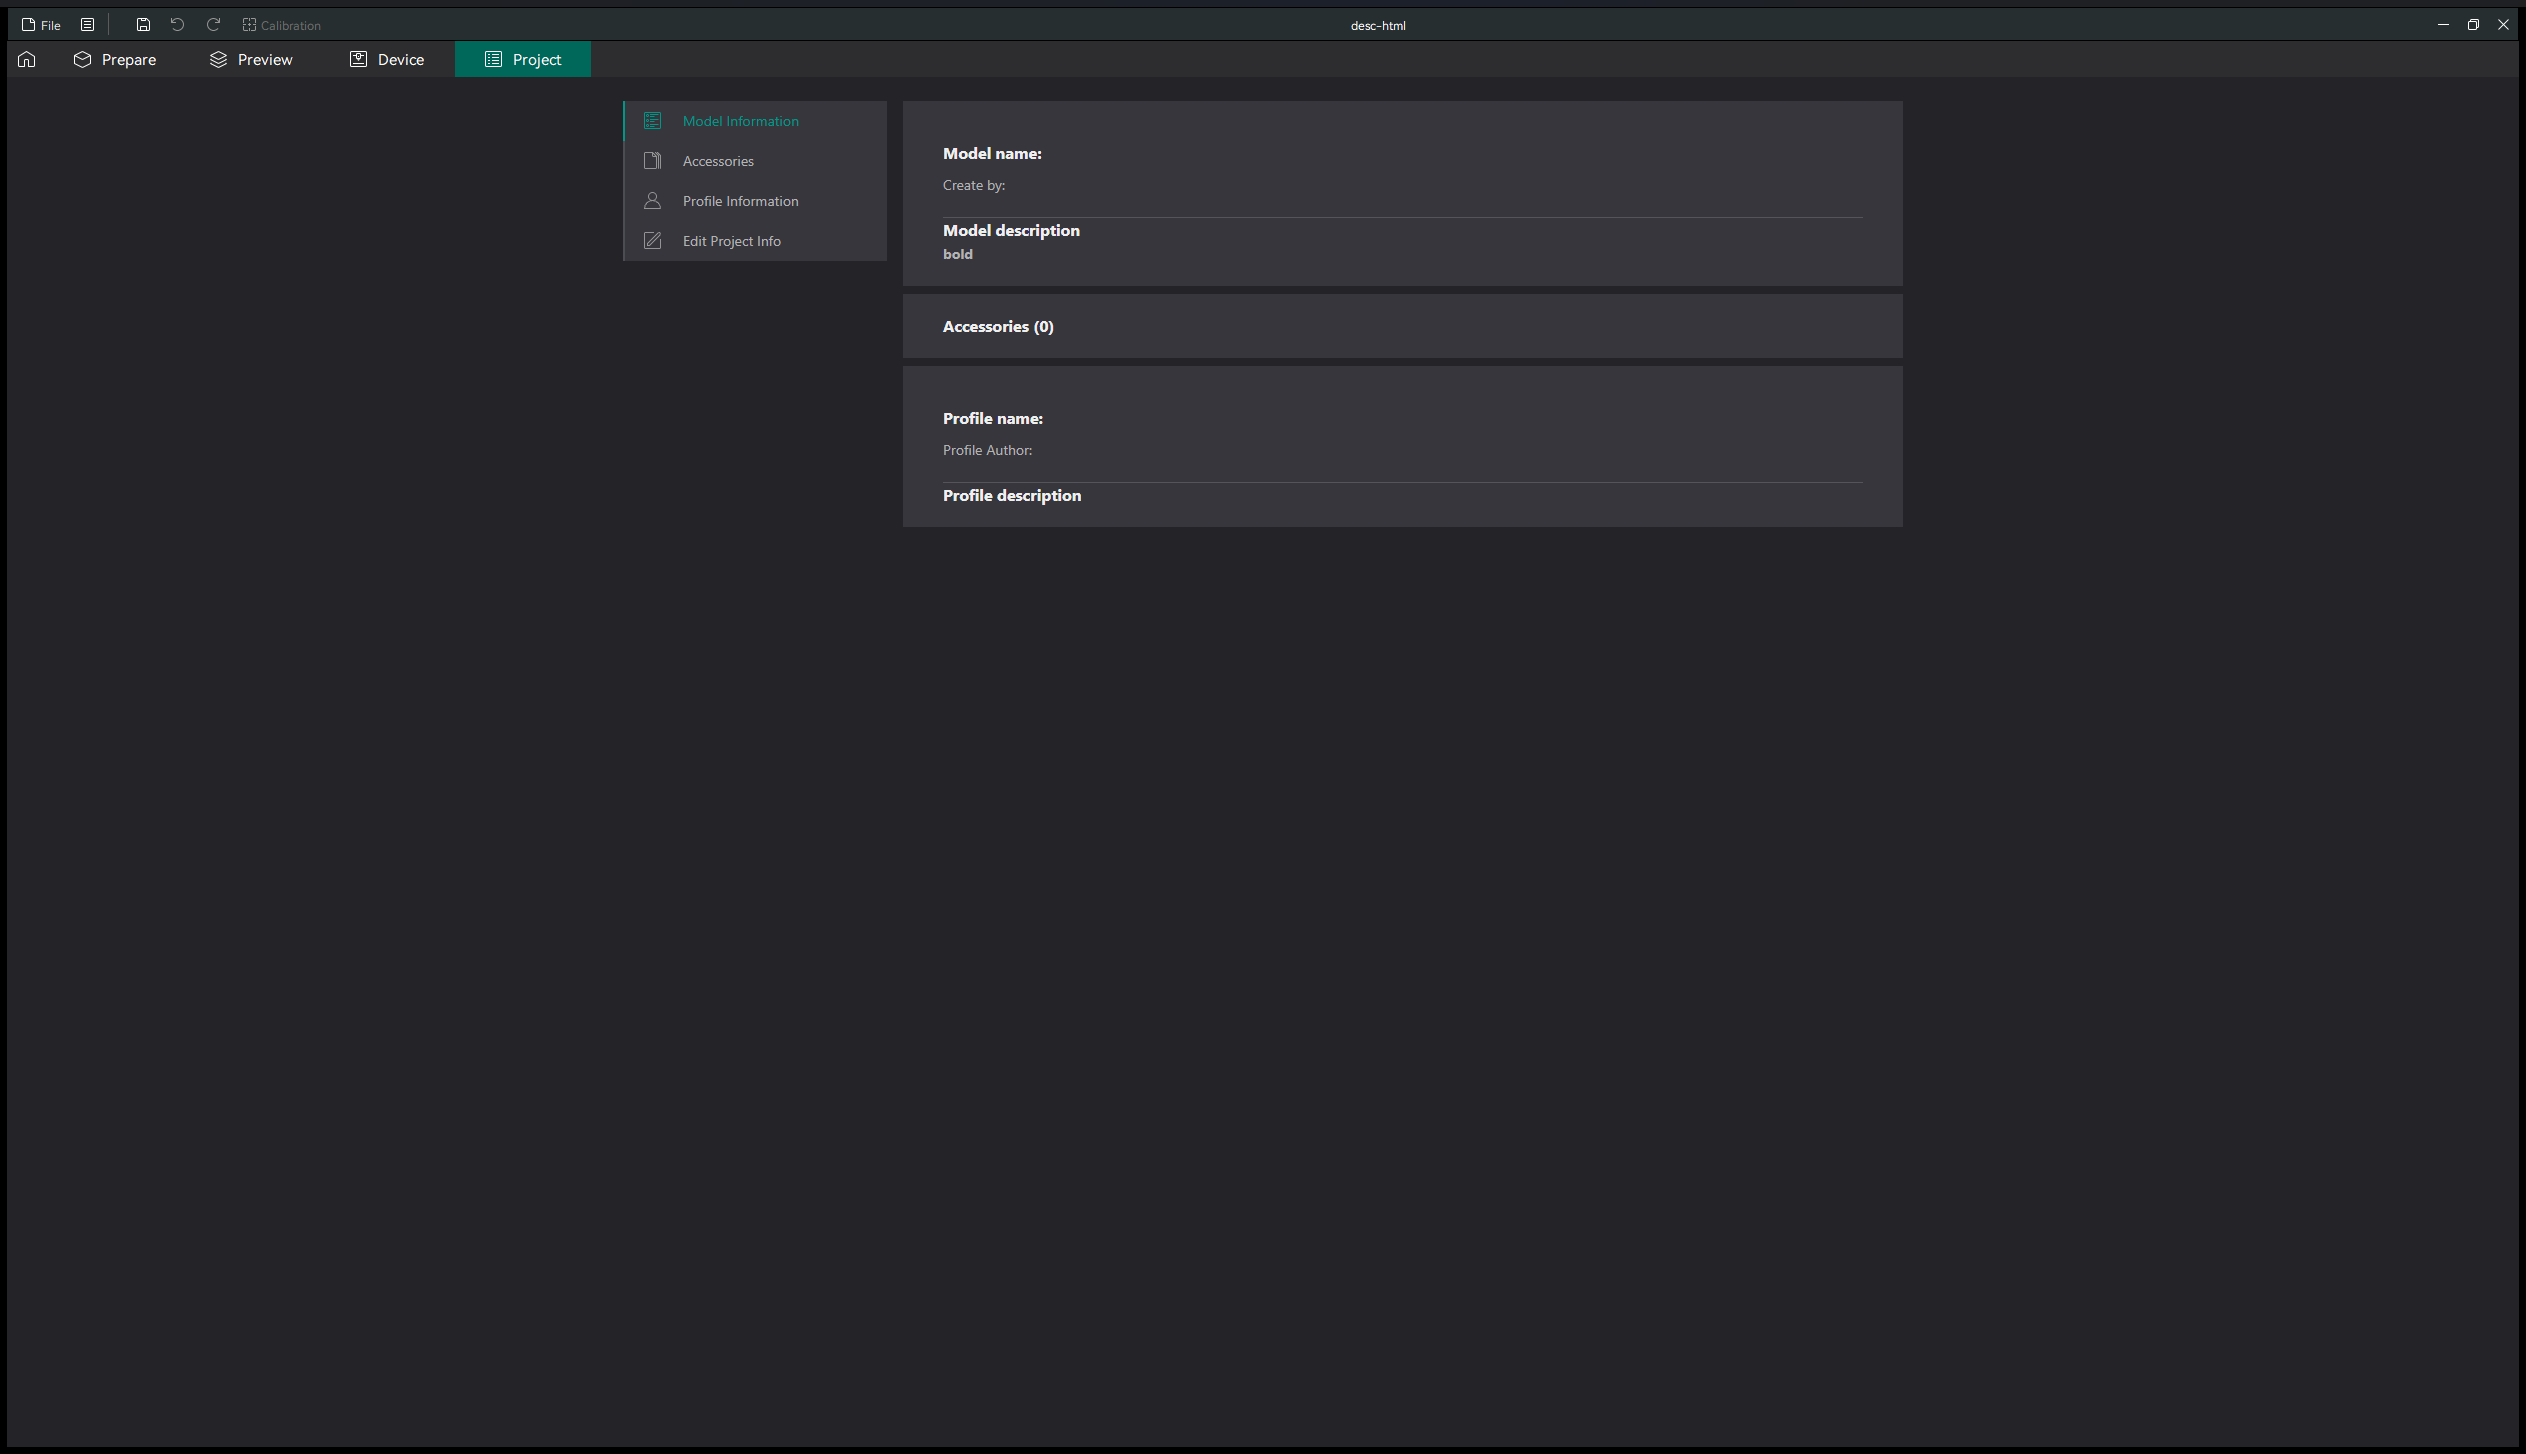 File
Calibration
desc-html
Prepare
Preview
Device
Project
Model Information
Accessories
Profile Information
Edit Project Info
Model name:
Create by:
Model description
bold
Accessories (0)
Profile name:
Profile Author:
Profile description